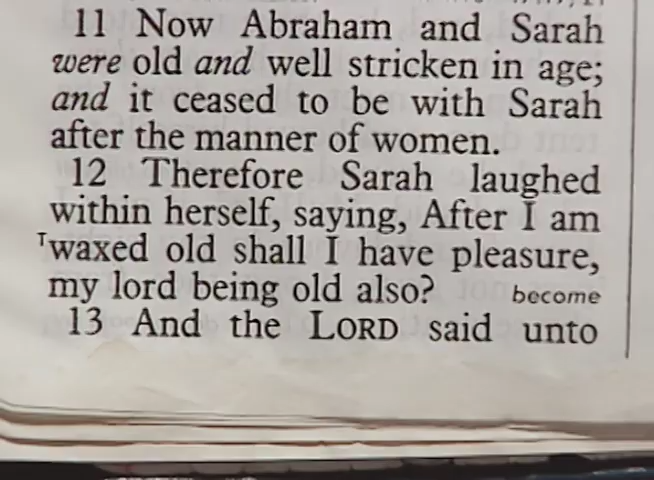 11 Now Abraham and Sarah
were old and well stricken in age;
and it ceased to be with Sarah
after the manner of women.
12 Therefore Sarah laughed
within herself, saying, After I am
ᵀwaxed old shall I have pleasure,
my lord being old also? become
13 And the LORD said unto